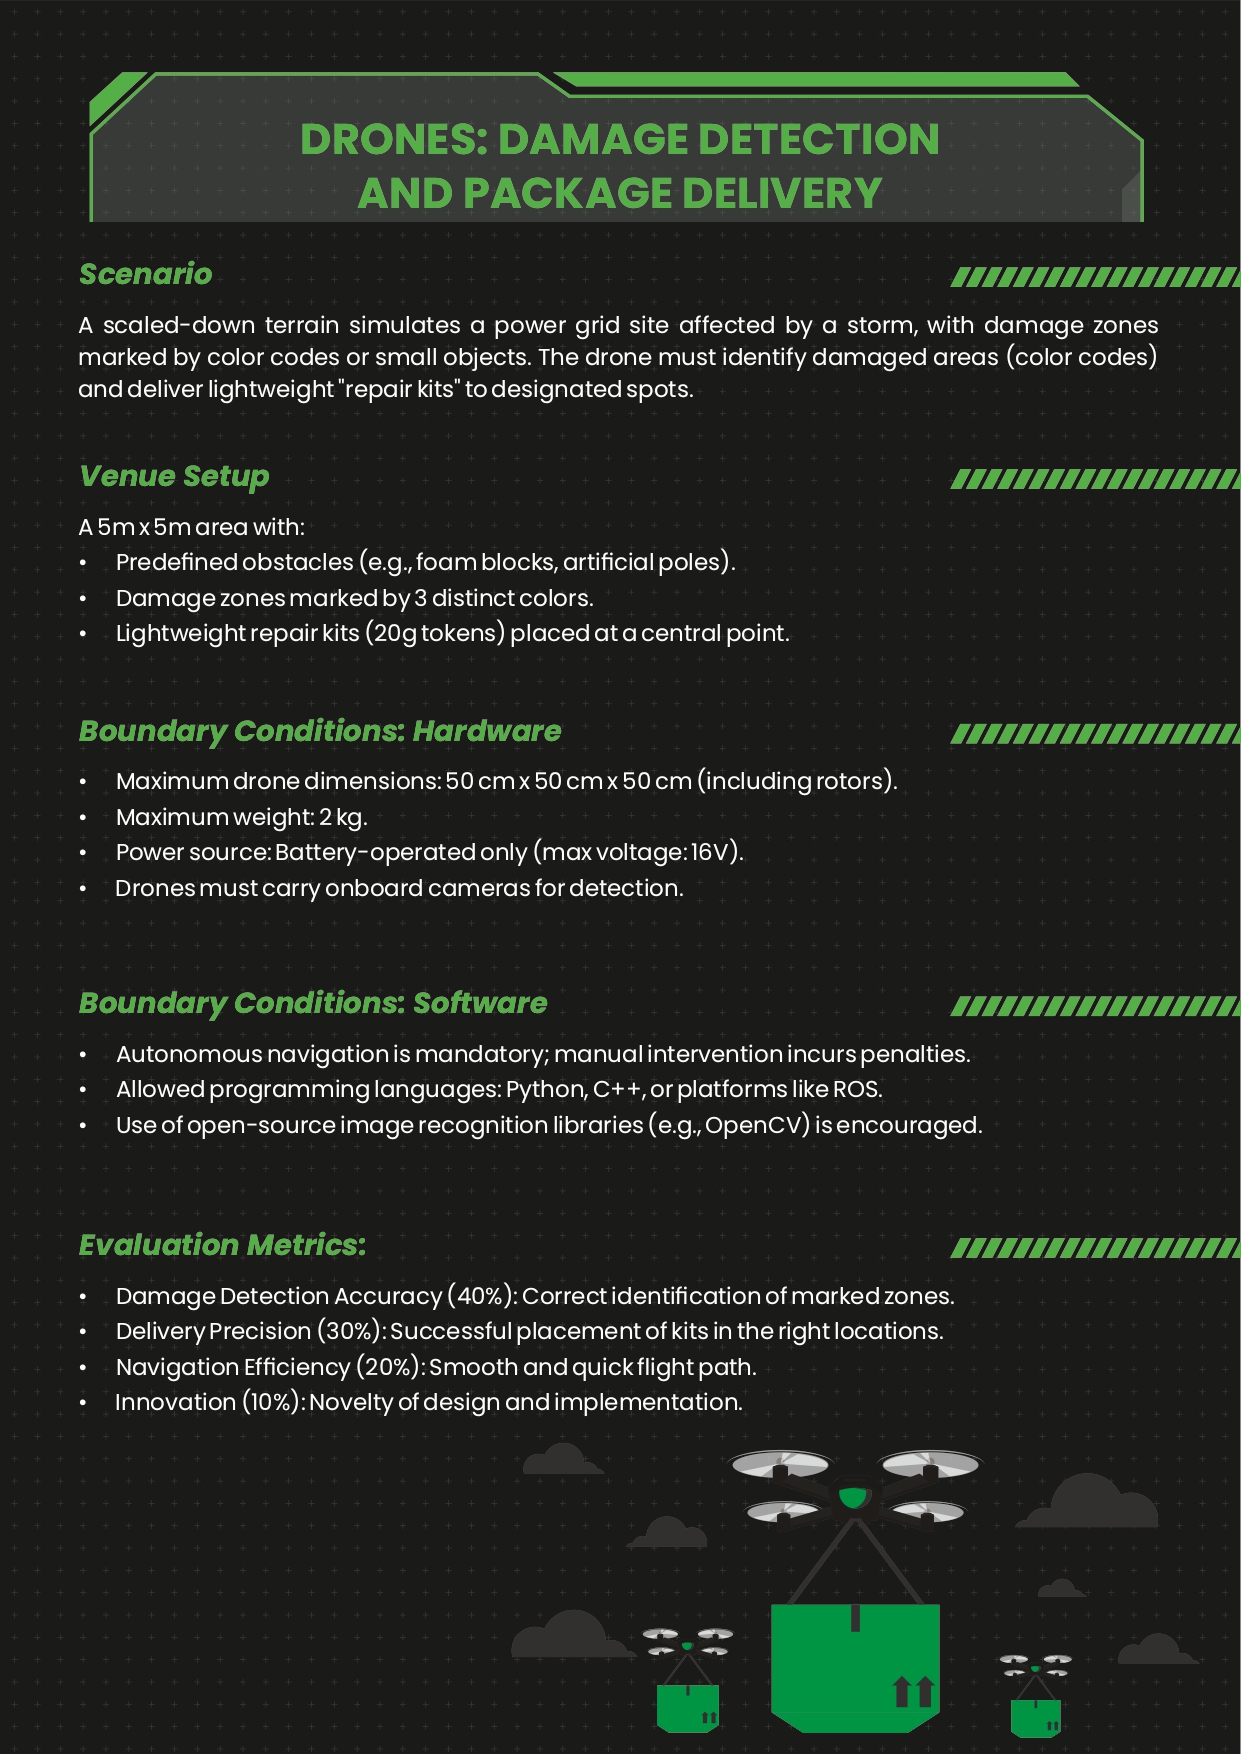 DRONES: DAMAGE DETECTION
AND PACKAGE DELIVERY
Scenario
A scaled-down terrain simulates a power grid site affected by a storm, with damage zones
marked by color codes or small objects. The drone must identify damaged areas (color codes)
and deliver lightweight "repair kits" to designated spots.
Venue Setup
A 5m x 5m area with:
• Predefined obstacles (e.g., foam blocks, artificial poles).
• Damage zones marked by 3 distinct colors.
• Lightweight repair kits (20g tokens) placed at a central point.
Boundary Conditions: Hardware
• Maximum drone dimensions: 50 cm x 50 cm x 50 cm (including rotors).
• Maximum weight: 2 kg.
• Power source: Battery-operated only (max voltage: 16V).
• Drones must carry onboard cameras for detection.
Boundary Conditions: Software
• Autonomous navigation is mandatory; manual intervention incurs penalties.
• Allowed programming languages: Python, C++, or platforms like ROS.
• Use of open-source image recognition libraries (e.g., OpenCV) is encouraged.
Evaluation Metrics:
• Damage Detection Accuracy (40%): Correct identification of marked zones.
• Delivery Precision (30%): Successful placement of kits in the right locations.
• Navigation Efficiency (20%): Smooth and quick flight path.
• Innovation (10%): Novelty of design and implementation.